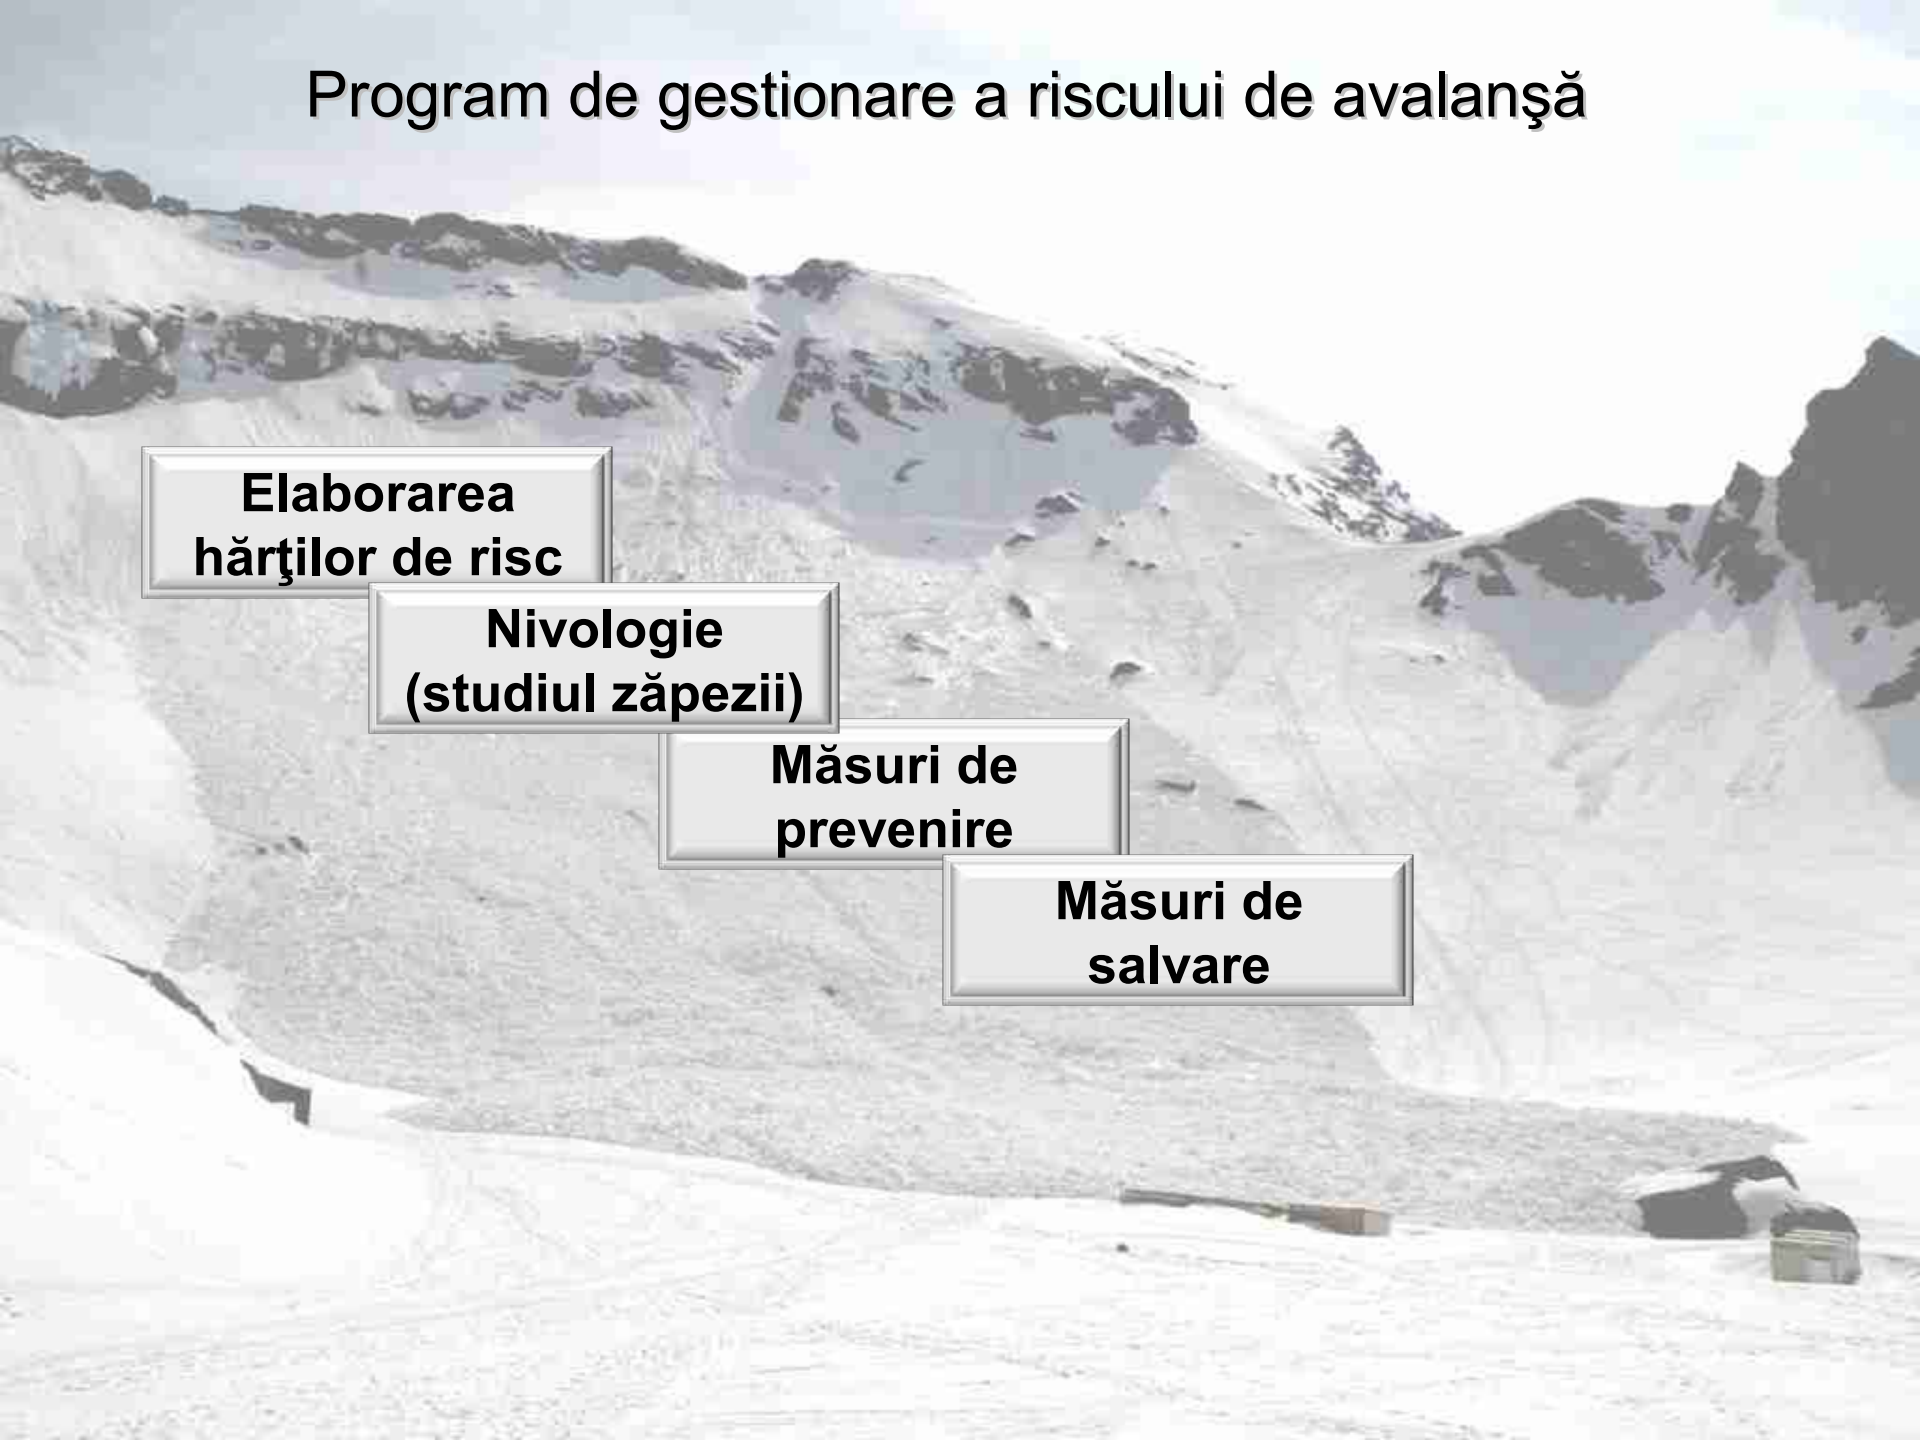 Program de gestionare a riscului de avalanşă
Elaborarea
hărţilor de risc
Nivologie
(studiul zăpezii)
Măsuri de
prevenire
Măsuri de
salvare